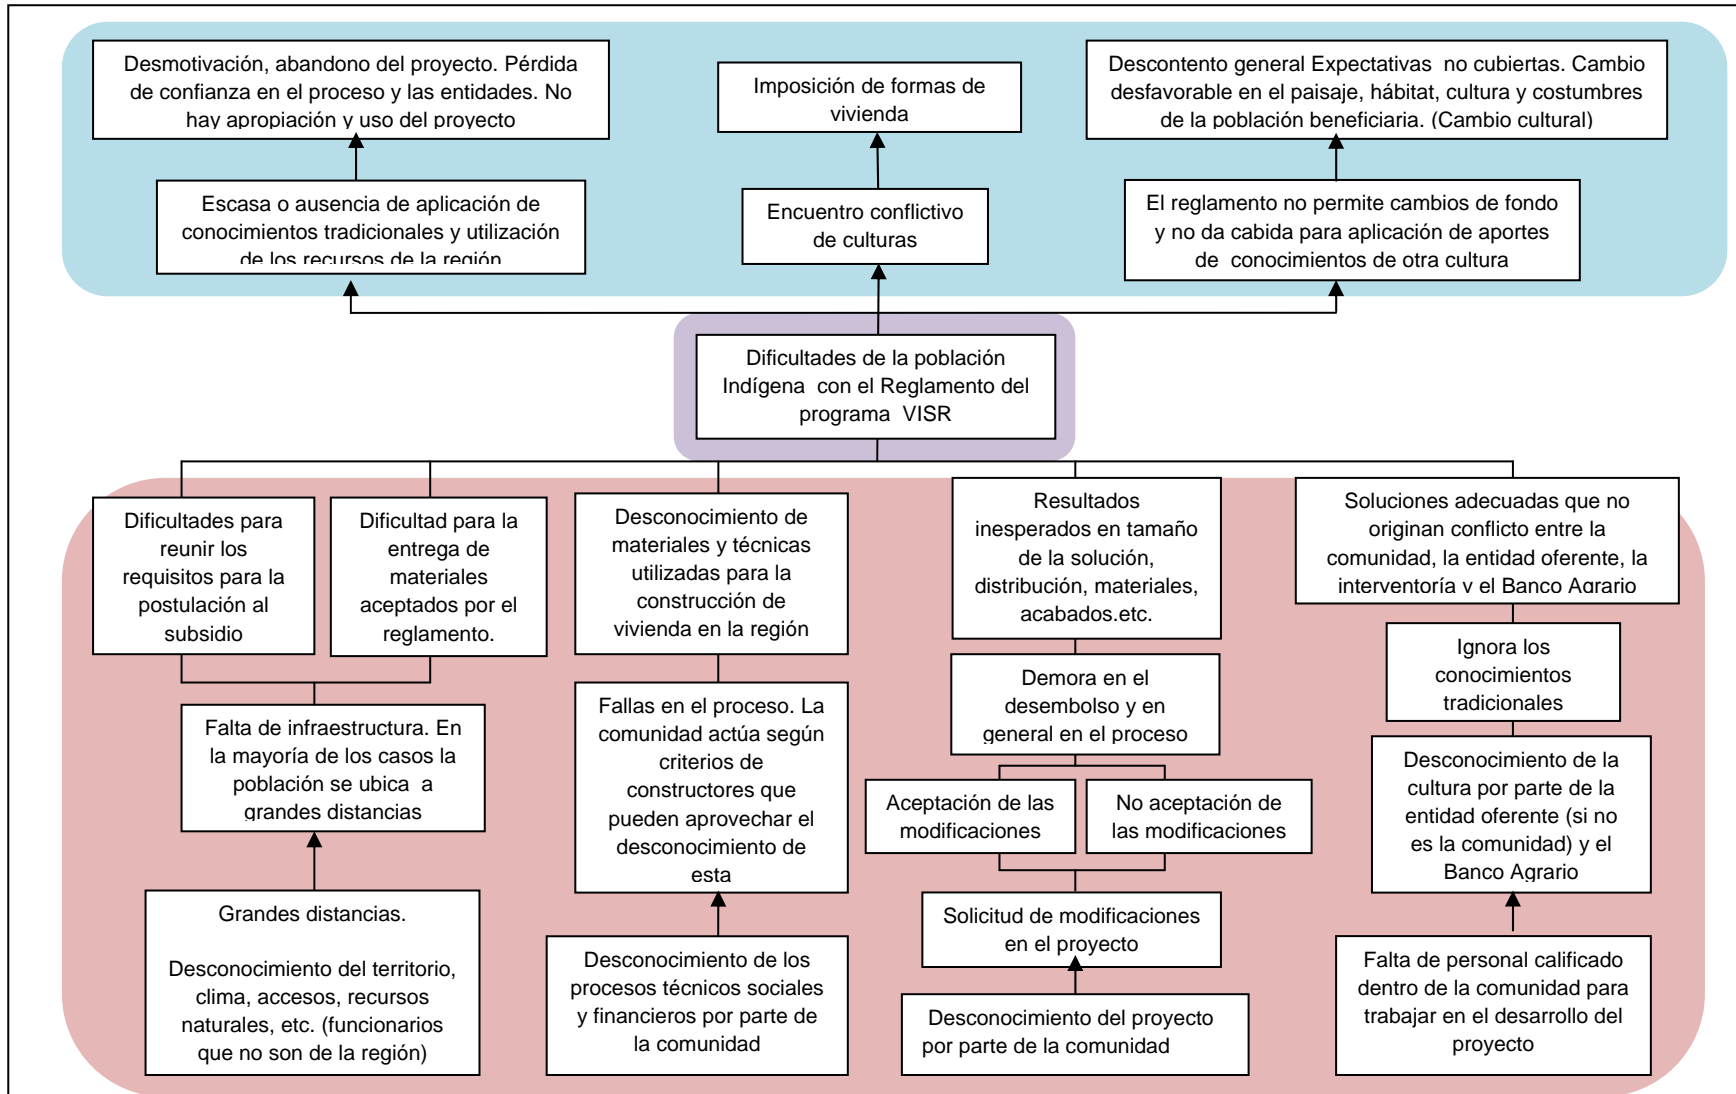 Desmotivación, abandono del proyecto. Pérdida
de confianza en el proceso y las entidades. No
hay apropiación y uso del proyecto
Imposición de formas de
vivienda
Descontento general Expectativas  no cubiertas. Cambio
desfavorable en el paisaje, hábitat, cultura y costumbres
de la población beneficiaria. (Cambio cultural)
Escasa o ausencia de aplicación de
conocimientos tradicionales y utilización
de los recursos de la región
Encuentro conflictivo
de culturas
El reglamento no permite cambios de fondo
y no da cabida para aplicación de aportes
de  conocimientos de otra cultura
Dificultades de la población
Indígena  con el Reglamento del
programa  VISR
Dificultades para
reunir los
requisitos para la
postulación al
subsidio
Dificultad para la
entrega de
materiales
aceptados por el
reglamento.
Desconocimiento de
materiales y técnicas
utilizadas para la
construcción de
vivienda en la región
Resultados
inesperados en tamaño
de la solución,
distribución, materiales,
acabados.etc.
Soluciones adecuadas que no
originan conflicto entre la
comunidad, la entidad oferente, la
interventoría y el Banco Agrario
Falta de infraestructura. En
la mayoría de los casos la
población se ubica  a
grandes distancias
Fallas en el proceso. La
comunidad actúa según
criterios de
constructores que
pueden aprovechar el
desconocimiento de
esta
Demora en el
desembolso y en
general en el proceso
Ignora los
conocimientos
tradicionales
Aceptación de las
modificaciones
No aceptación de
las modificaciones
Desconocimiento de la
cultura por parte de la
entidad oferente (si no
es la comunidad) y el
Banco Agrario
Grandes distancias.
Desconocimiento del territorio,
clima, accesos, recursos
naturales, etc. (funcionarios
que no son de la región)
Desconocimiento de los
procesos técnicos sociales
y financieros por parte de
la comunidad
Solicitud de modificaciones
en el proyecto
Desconocimiento del proyecto
por parte de la comunidad
Falta de personal calificado
dentro de la comunidad para
trabajar en el desarrollo del
proyecto